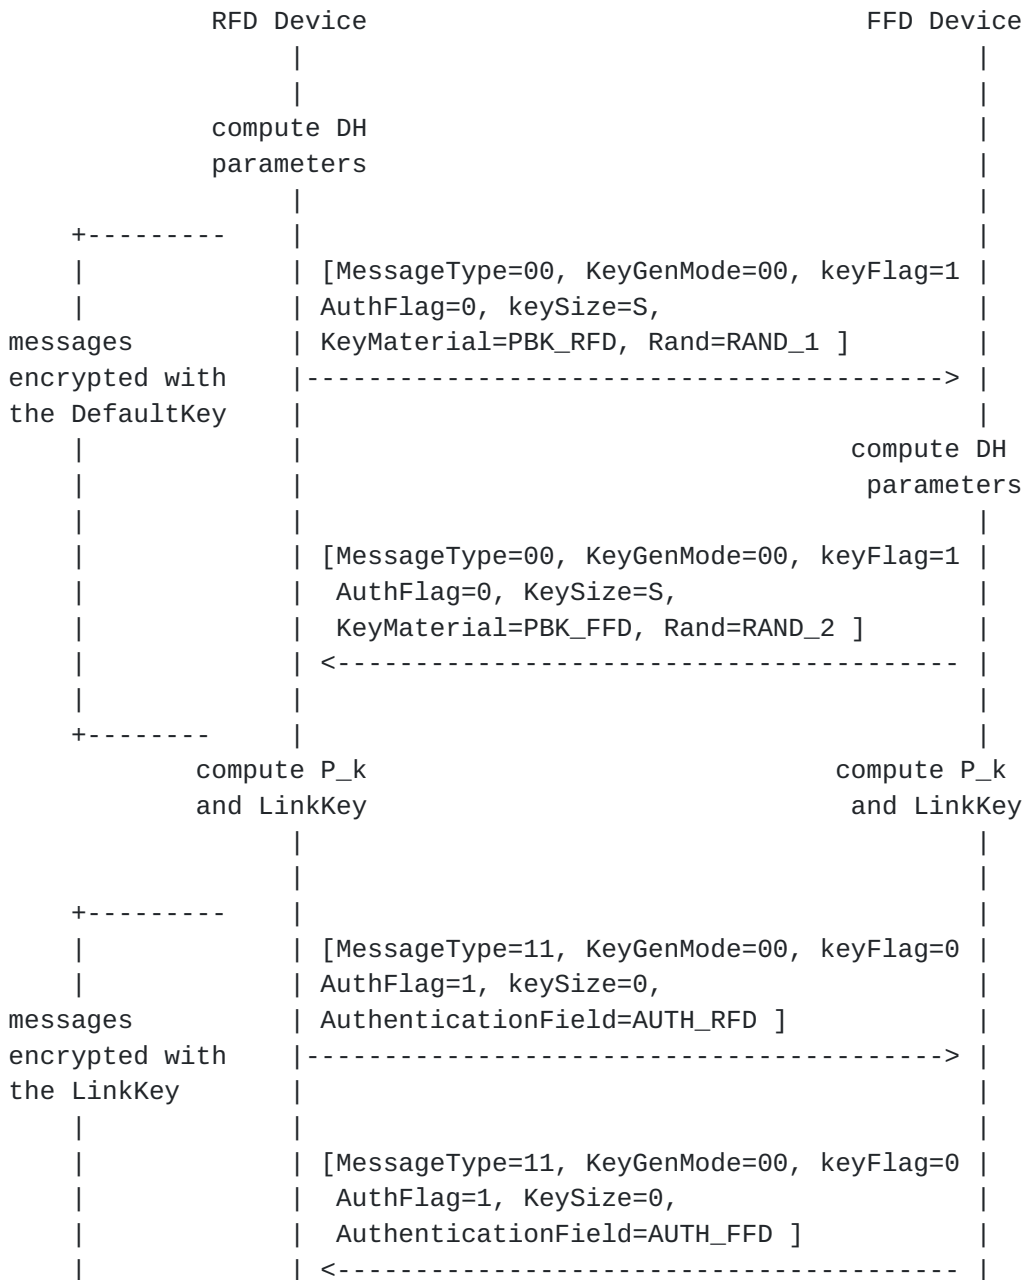 RFD Device                                FFD Device
                  |                                           |
                  |                                           |
             compute DH                                       |
             parameters                                       |
                  |                                           |
    +---------    |                                           |
    |             | [MessageType=00, KeyGenMode=00, keyFlag=1 |
    |             | AuthFlag=0, keySize=S,                    |
messages          | KeyMaterial=PBK_RFD, Rand=RAND_1 ]        |
encrypted with    |-----------------------------------------> |
the DefaultKey    |                                           |
    |             |                                   compute DH
    |             |                                    parameters
    |             |                                           |
    |             | [MessageType=00, KeyGenMode=00, keyFlag=1 |
    |             |  AuthFlag=0, KeySize=S,                   |
    |             |  KeyMaterial=PBK_FFD, Rand=RAND_2 ]       |
    |             | <---------------------------------------- |
    |             |                                           |
    +--------     |                                           |
            compute P_k                              compute P_k
            and LinkKey                               and LinkKey
                  |                                           |
                  |                                           |
    +---------    |                                           |
    |             | [MessageType=11, KeyGenMode=00, keyFlag=0 |
    |             | AuthFlag=1, keySize=0,                    |
messages          | AuthenticationField=AUTH_RFD ]            |
encrypted with    |-----------------------------------------> |
the LinkKey       |                                           |
    |             |                                           |
    |             | [MessageType=11, KeyGenMode=00, keyFlag=0 |
    |             |  AuthFlag=1, KeySize=0,                   |
    |             |  AuthenticationField=AUTH_FFD ]           |
    |             | <---------------------------------------- |